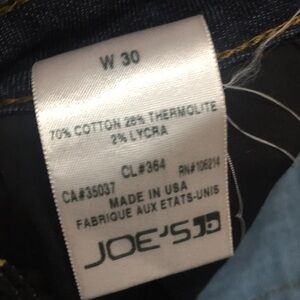 W 30
70% COTTON 28% THERMOLITE
2% LYCRA
CL#364
CA#35037 RN#106214
MADE IN USA
FABRIQUE AUX ETATS-UNIS
JOE'S